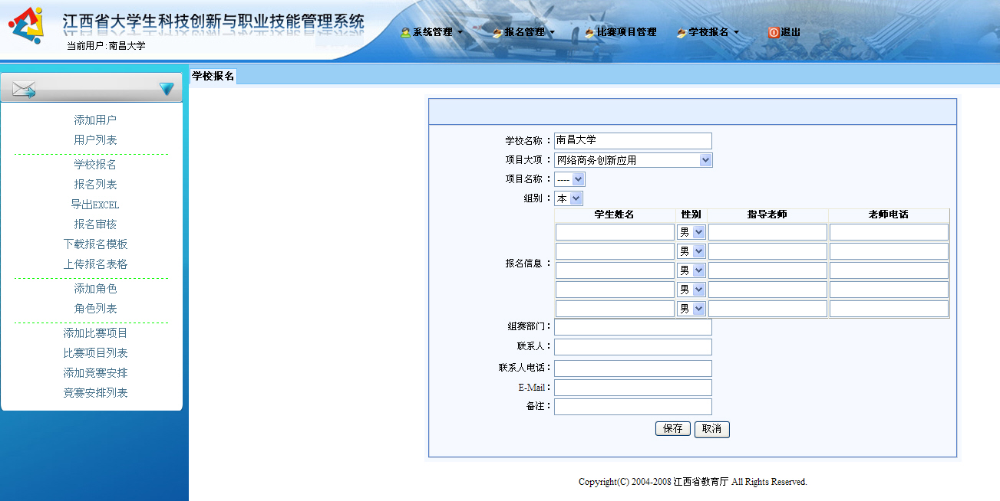 江西省大学生科技创新与职业技能管理系统
当前用户:南昌大学
系统管理 报名管理 比赛项目管理 学校报名 退出
学校报名
添加用户
用户列表
学校报名
报名列表
导出EXCEL
报名审核
下载报名模板
上传报名表格
添加角色
角色列表
添加比赛项目
比赛项目列表
添加竞赛安排
竞赛安排列表
学校名称： 南昌大学
项目大项： 网络商务创新应用
项目名称： ----
组别： 本
学生姓名 性别 指导老师 老师电话
男
男
报名信息： 男
男
男
组赛部门：
联系人：
联系人电话：
E-Mail：
备注：
保存 取消
Copyright(C) 2004-2008 江西省教育厅 All Rights Reserved.